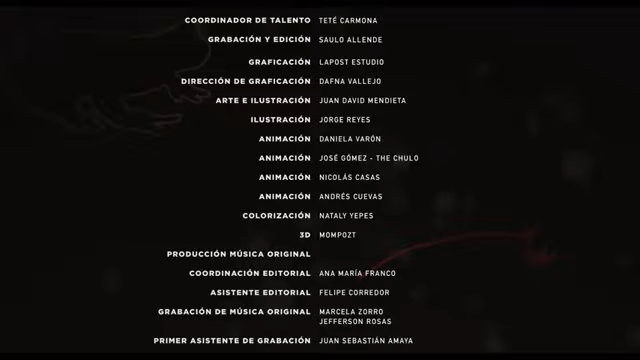 COORDINADOR DE TALENTO TETÉ CARMONA
GRABACIÓN Y EDICIÓN SAULO ALLENDE
GRAFICACIÓN LAPOST ESTUDIO
DIRECCIÓN DE GRAFICACIÓN DAFNA VALLEJO
ARTE E ILUSTRACIÓN JUAN DAVID MENDIETA
ILUSTRACIÓN JORGE REYES
ANIMACIÓN DANIELA VARÓN
ANIMACIÓN JOSÉ GÓMEZ - THE CHULO
ANIMACIÓN NICOLÁS CASAS
ANIMACIÓN ANDRÉS CUEVAS
COLORIZACIÓN NATALY YEPES
3D MOMPOZT
PRODUCCIÓN MÚSICA ORIGINAL
COORDINACIÓN EDITORIAL ANA MARÍA FRANCO
ASISTENTE EDITORIAL FELIPE CORREDOR
GRABACIÓN DE MÚSICA ORIGINAL MARCELA ZORRO
JEFFERSON ROSAS
PRIMER ASISTENTE DE GRABACIÓN JUAN SEBASTIÁN AMAYA